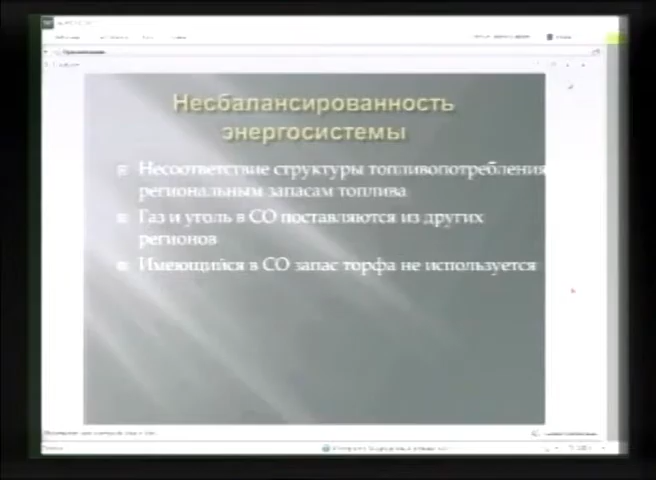 Несбалансированность
энергосистемы
Несоответствие структуры топливопотребления
региональным запасам топлива
Газ и уголь в СО поставляются из других
регионов
Имеющийся в СО запас торфа не используется